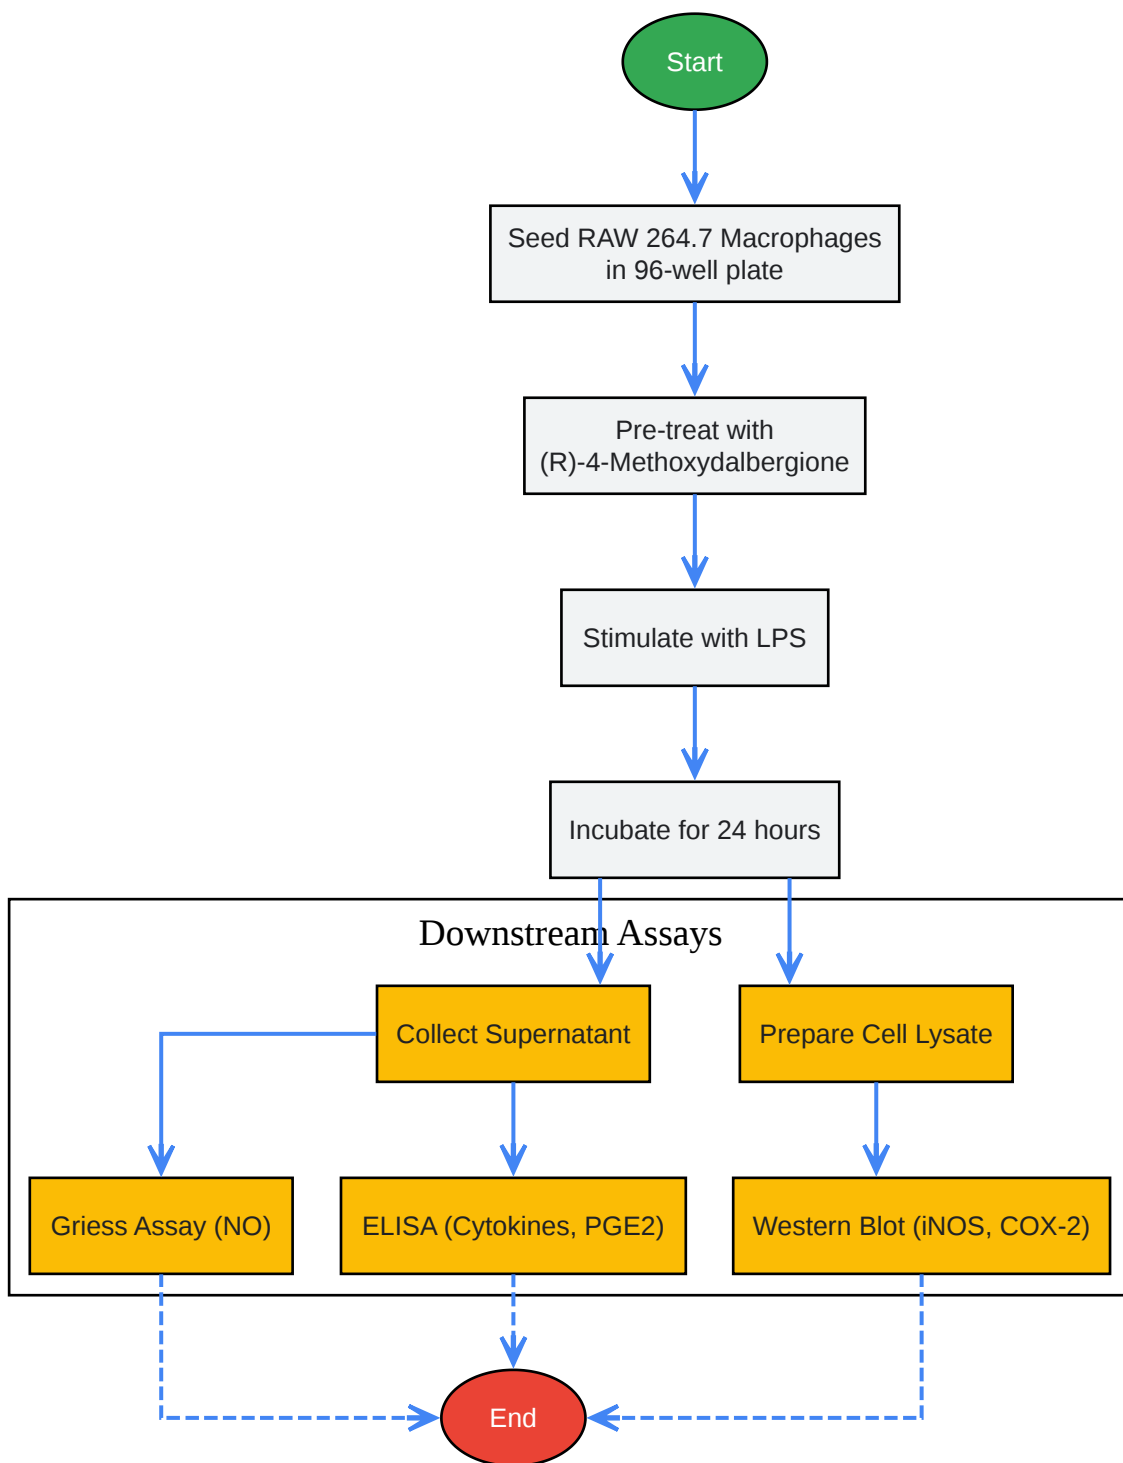 Start
Seed RAW 264.7 Macrophages
in 96-well plate
Pre-treat with
(R)-4-Methoxydalbergione
Stimulate with LPS
Incubate for 24 hours
Downstream Assays
Collect Supernatant
Prepare Cell Lysate
Griess Assay (NO)
ELISA (Cytokines, PGE2)
Western Blot (iNOS, COX-2)
End